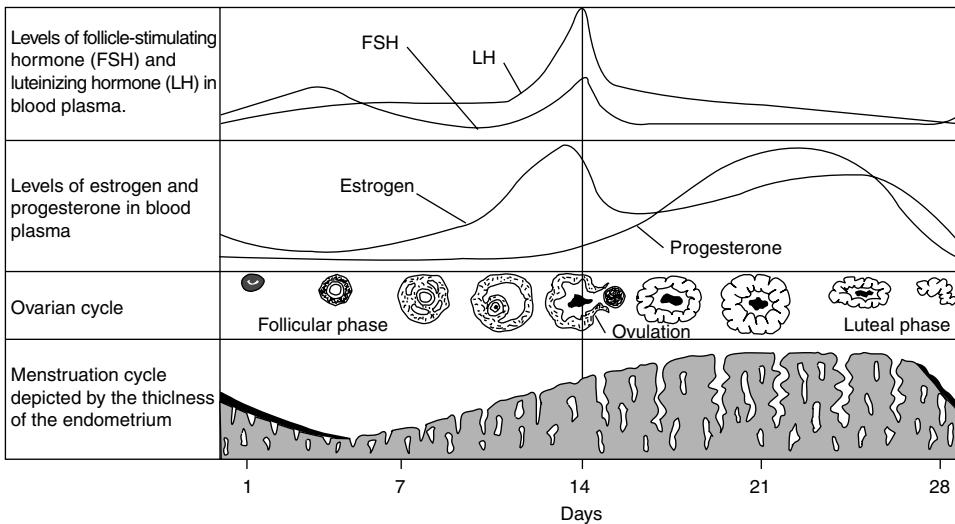 Levels of follicle-stimulating
hormone (FSH) and
luteinizing hormone (LH) in
blood plasma.
FSH
LH
Levels of estrogen and
progesterone in blood
plasma
Estrogen
Progesterone
Ovarian cycle
Follicular phase
Ovulation
Luteal phase
Menstruation cycle
depicted by the thiclness
of the endometrium
1 7 14 21 28
Days